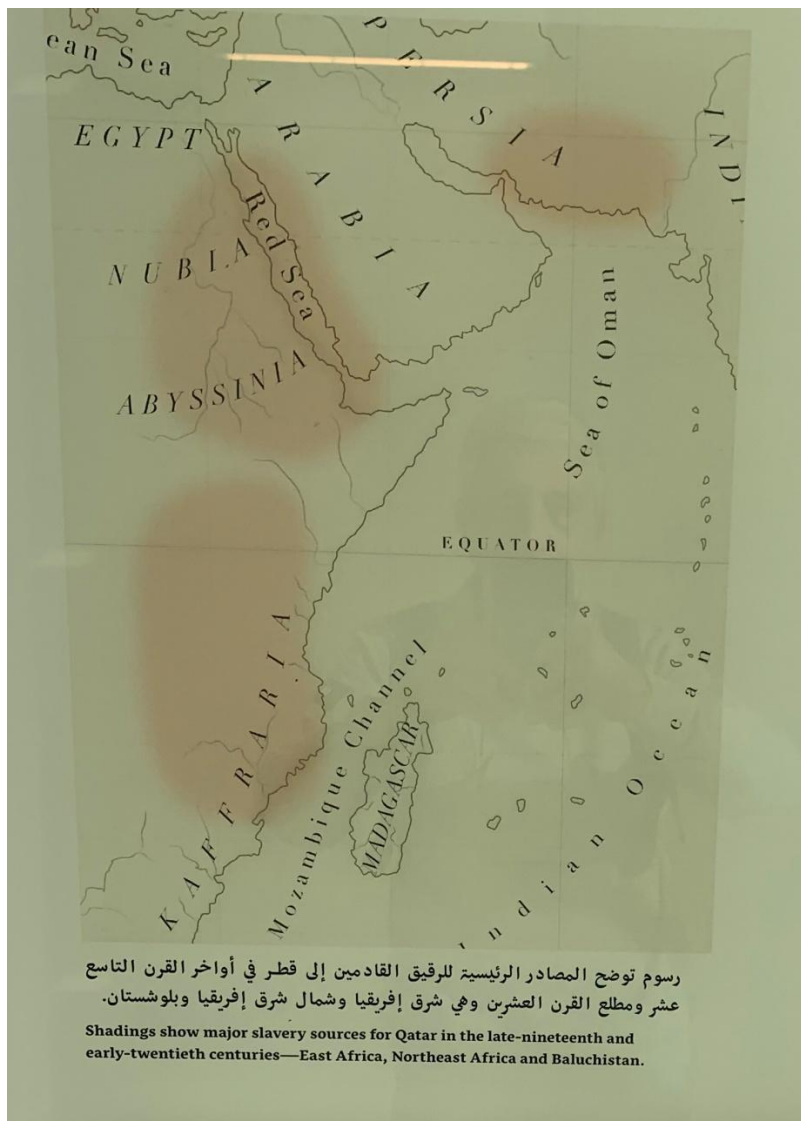 ean Sea
PERSIA
ARABIA
EGYPT
INDI
Red Sea
NUBIA
ABYSSINIA
Sea of Oman
EQUATOR
KAFFRARIA
Mozambique Channel
MADAGASCAR
Indian Ocean
رسوم توضح المصادر الرئيسية للرقيق القادمين إلى قطر في أواخر القرن التاسع
عشر ومطلع القرن العشرين وهي شرق إفريقيا وشمال شرق إفريقيا وبلوشستان.
Shadings show major slavery sources for Qatar in the late-nineteenth and
early-twentieth centuries—East Africa, Northeast Africa and Baluchistan.